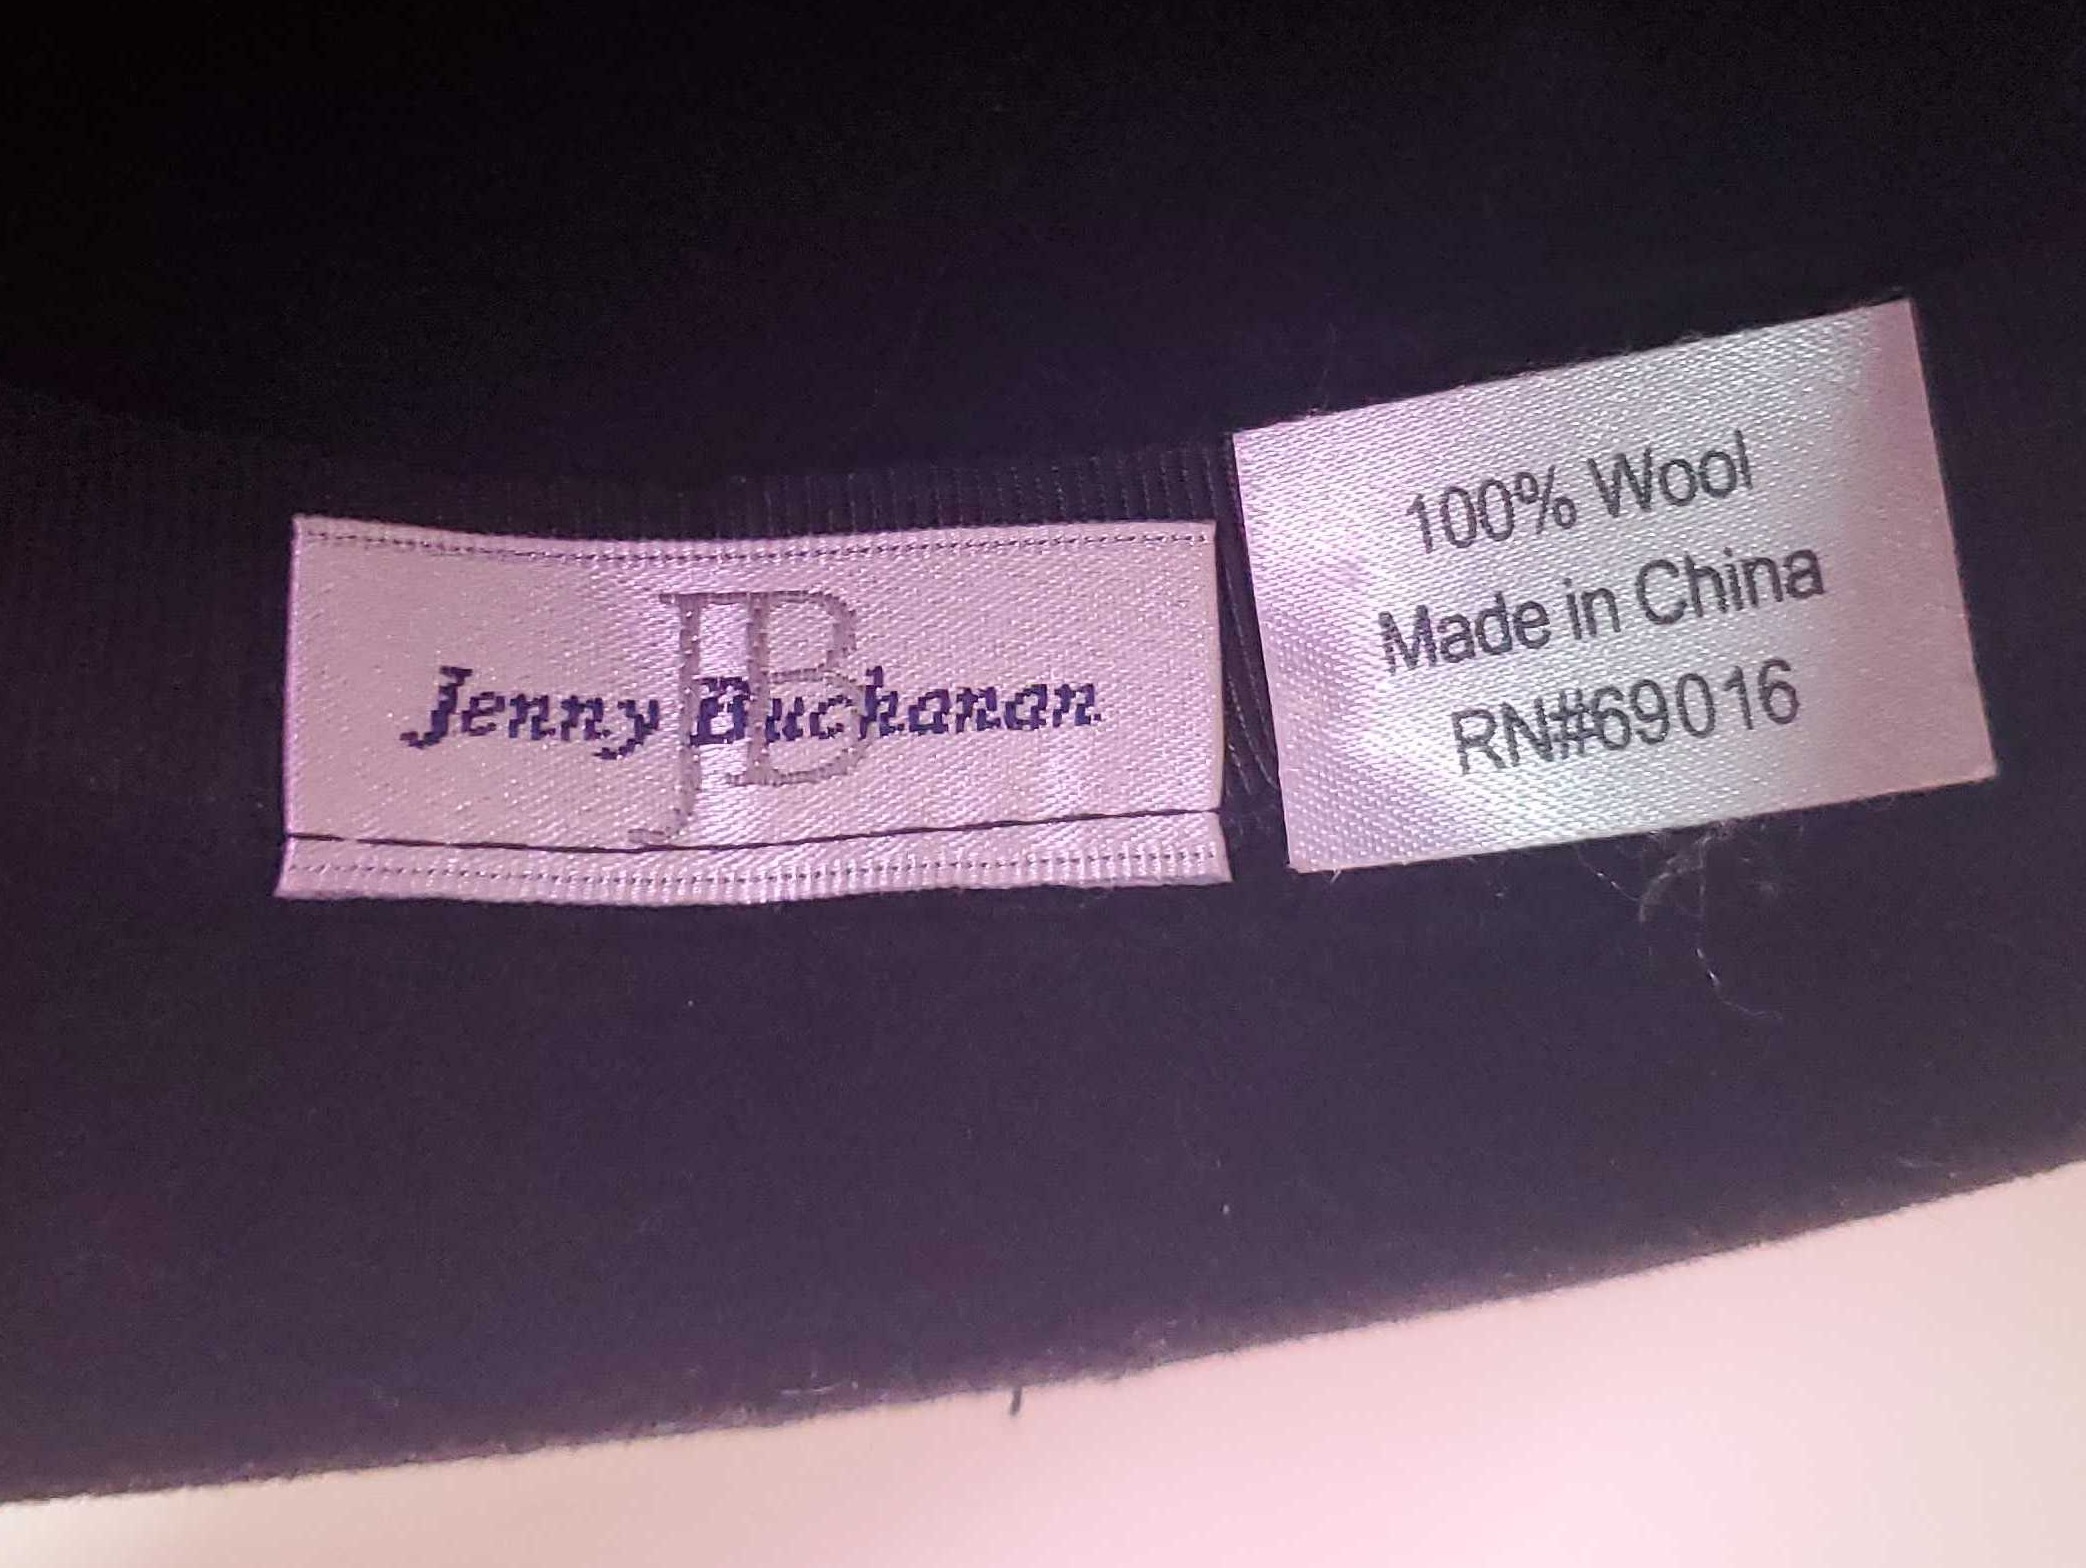 JB
Jenny Buchanan
100% Wool
Made in China
RN#69016